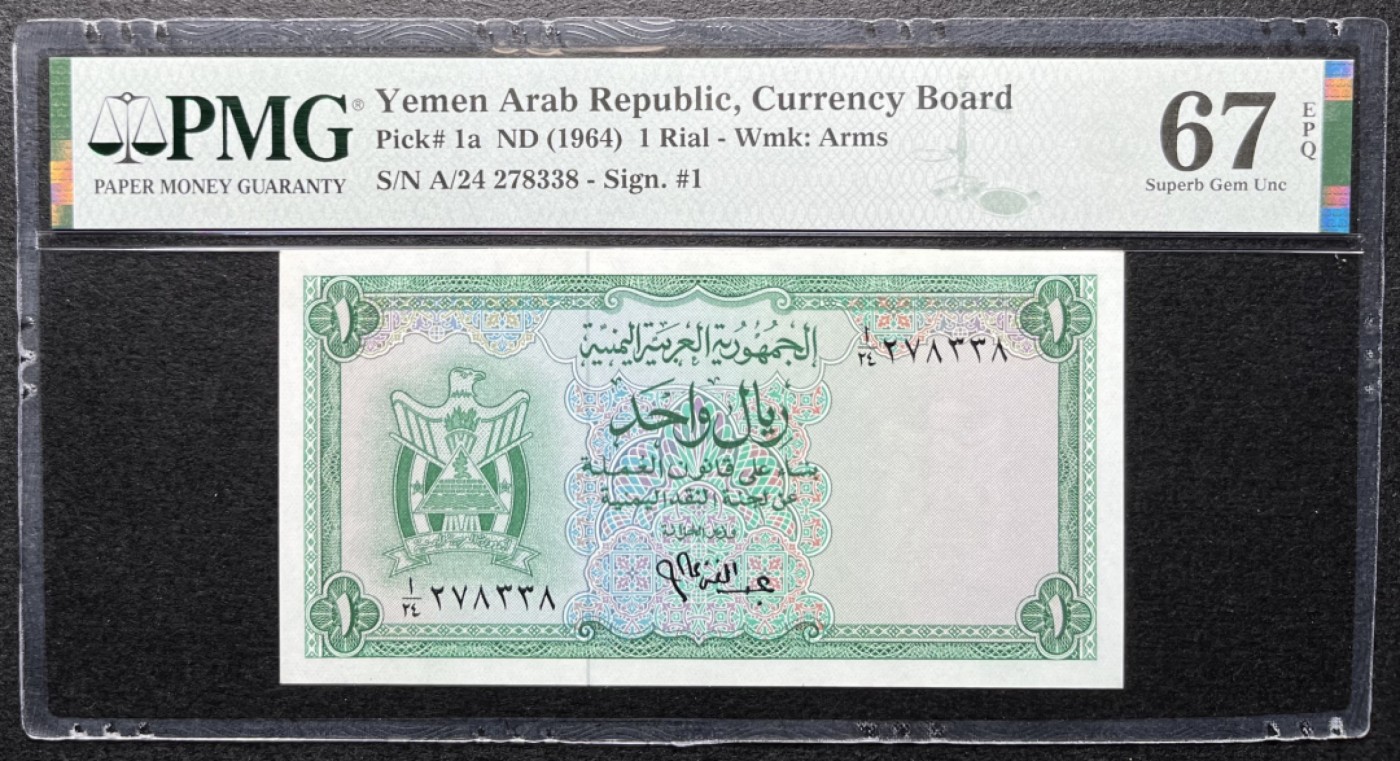 PMG®
PAPER MONEY GUARANTY
Yemen Arab Republic, Currency Board
Pick# 1a ND (1964) 1 Rial - Wmk: Arms
S/N A/24 278338 - Sign. #1
67
EPQ
Superb Gem Unc
١
١
الجمهورية العربية اليمنية
ا/٢٤ ٢٧٨٣٣٨
ريال واحد
بناء على قانون العملة
عن لجنة النقد اليمنية
وزير الخزانة
ا/٢٤ ٢٧٨٣٣٨
١
١